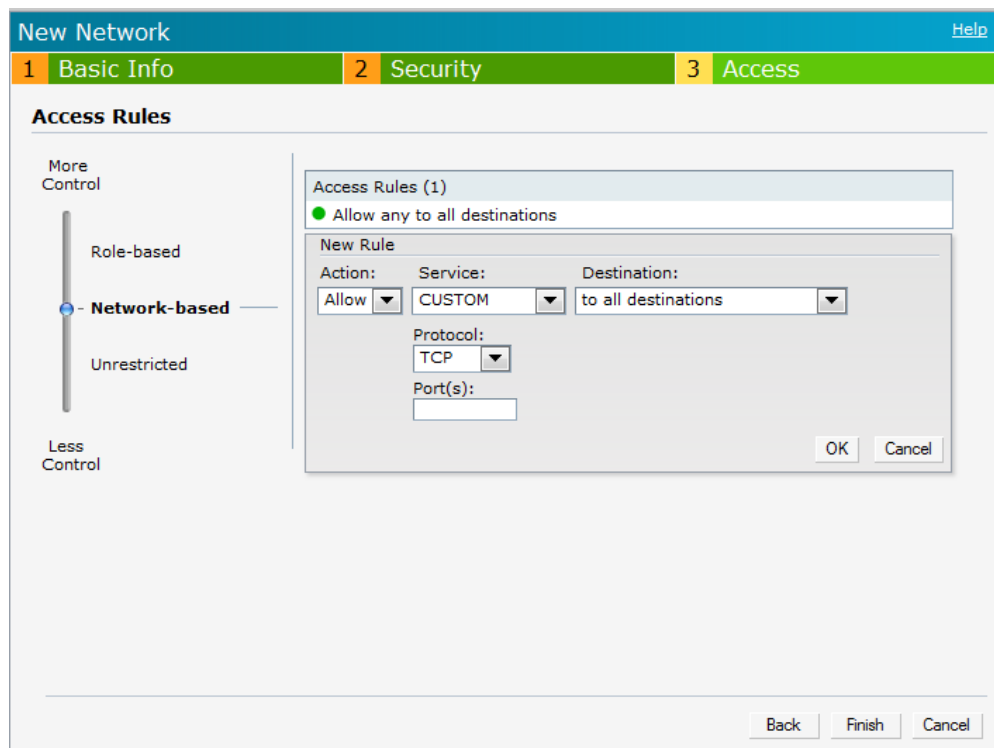 New Network
Help
1 Basic Info
2 Security
3 Access
Access Rules
More
Control
Role-based
Network-based
Unrestricted
Less
Control
Access Rules (1)
Allow any to all destinations
New Rule
Action: Service: Destination:
Allow CUSTOM to all destinations
Protocol:
TCP
Port(s):
OK Cancel
Back Finish Cancel